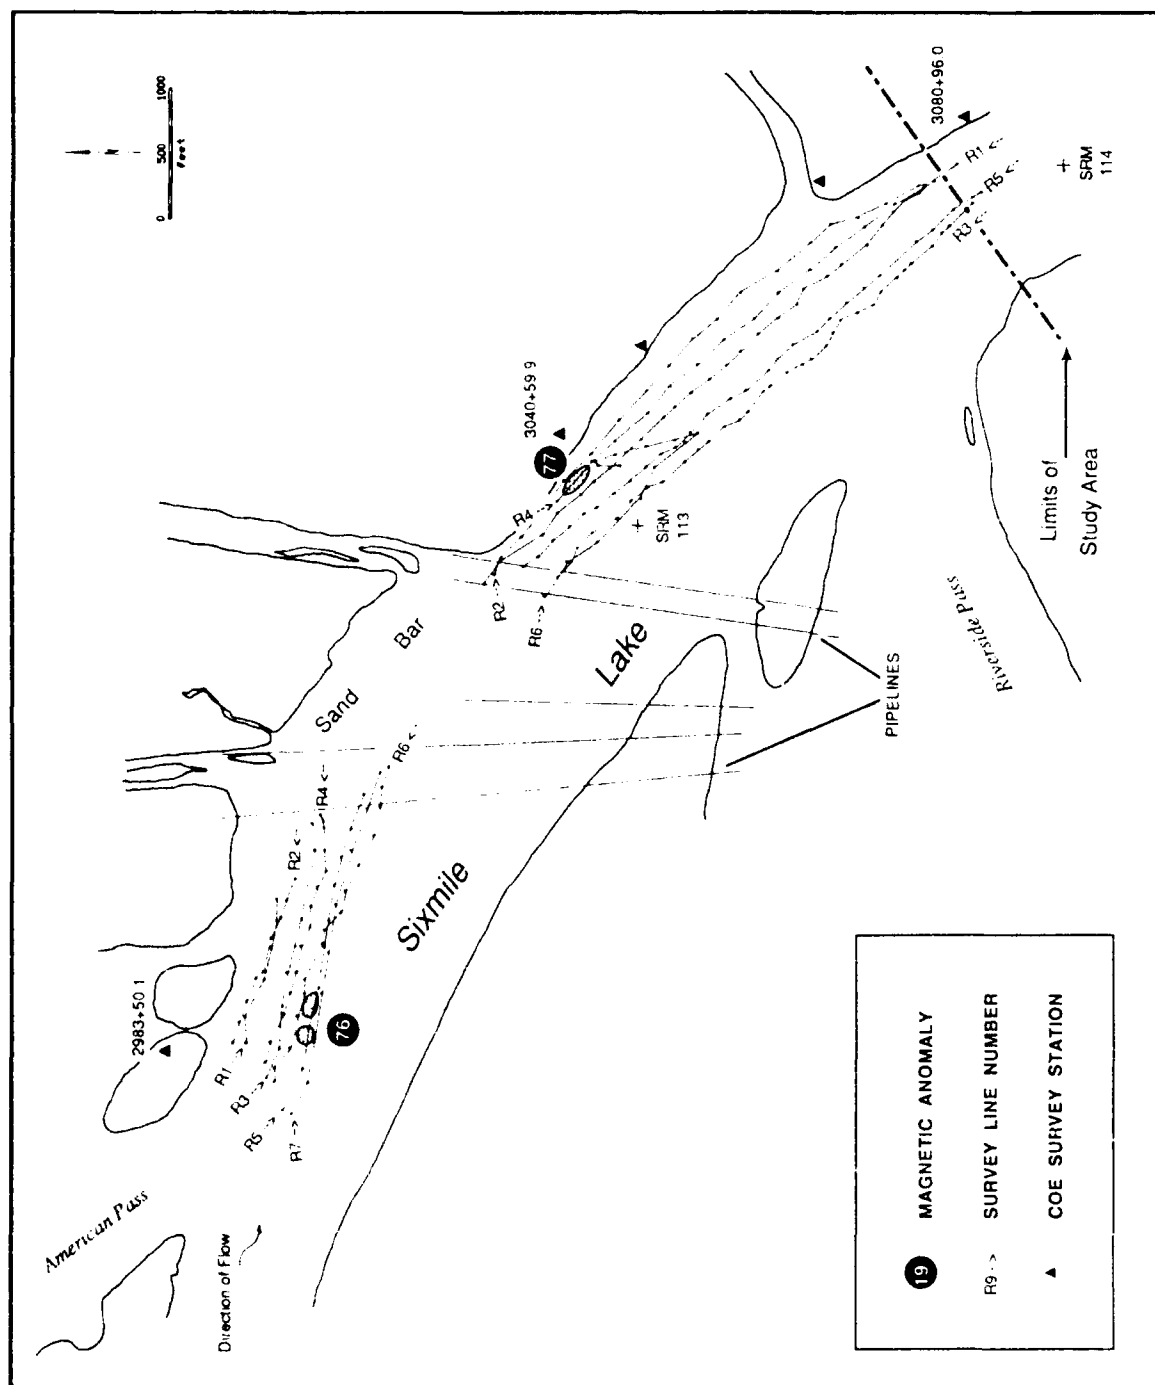 0 500 1000
feet
N
3080+96.0
R1 <--
R5 <--
R3 <--
+
SRM
114
3040+59 9
77
R4 -->
+
SRM
113
R2 -->
R6 -->
Limits of
Study Area
Riverside Pass
PIPELINES
Sand Bar
Sixmile Lake
R6 <--
R4 <--
R2 <--
2983+50 1
76
R1 -->
R3 -->
R5 -->
R7 -->
American Pass
Direction of Flow
19 MAGNETIC ANOMALY
R9 --> SURVEY LINE NUMBER
▲ COE SURVEY STATION